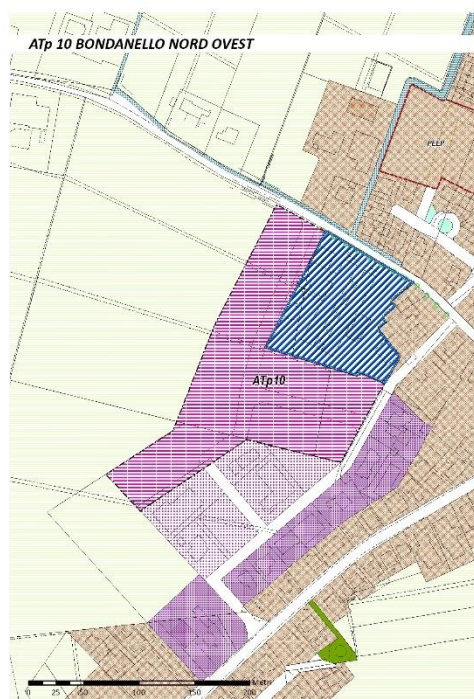 ATp 10 BONDANELLO NORD OVEST
PEEP
ATp10
0 25 50 100 150 200
Metri